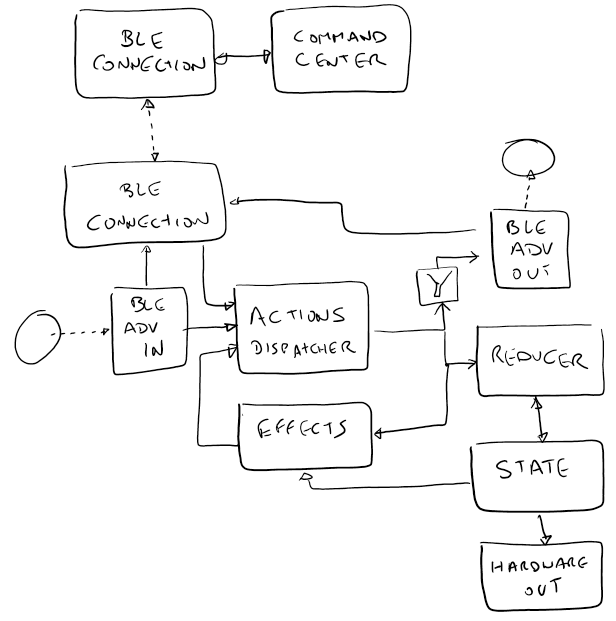 BLE
CONNECTION
COMMAND
CENTER
BLE
CONNECTION
BLE
ADV
OUT
BLE
ADV
IN
ACTIONS
DISPATCHER
Y
REDUCER
EFFECTS
STATE
HARDWARE
OUT